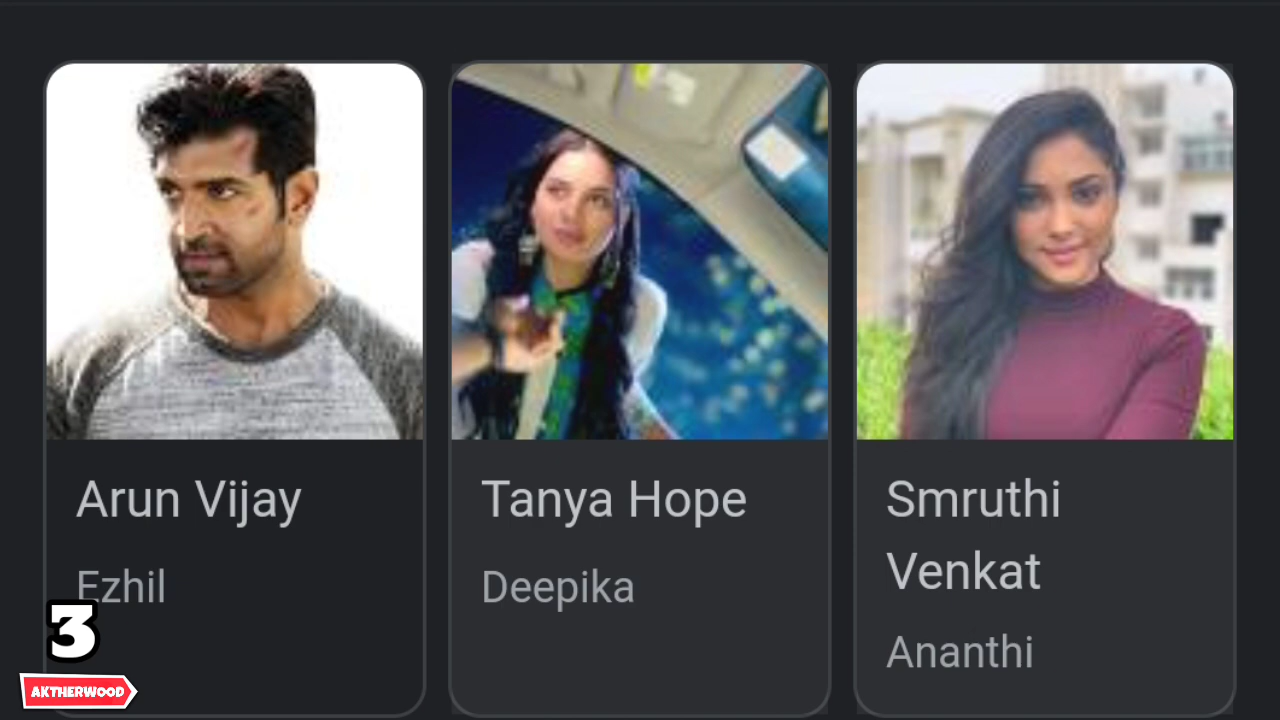 Arun Vijay
Ezhil
Tanya Hope
Deepika
Smruthi
Venkat
Ananthi
3
AKTHERWOOD